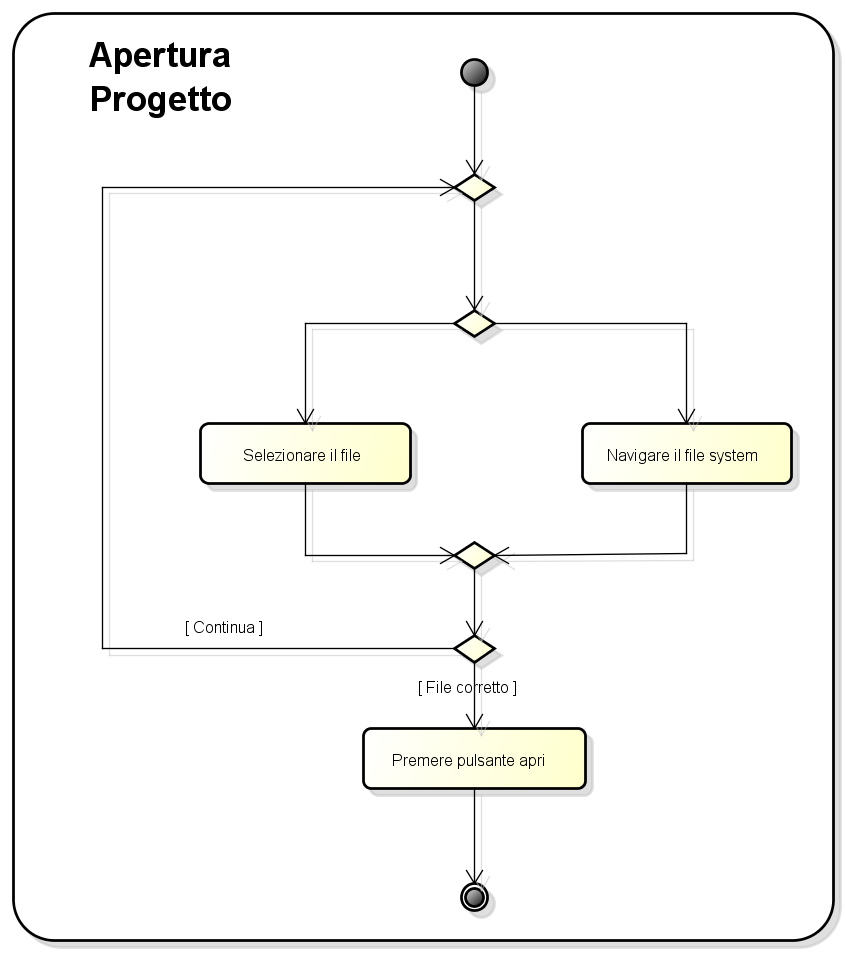 Apertura
Progetto
Selezionare il file
Navigare il file system
[ Continua ]
[ File corretto ]
Premere pulsante apri